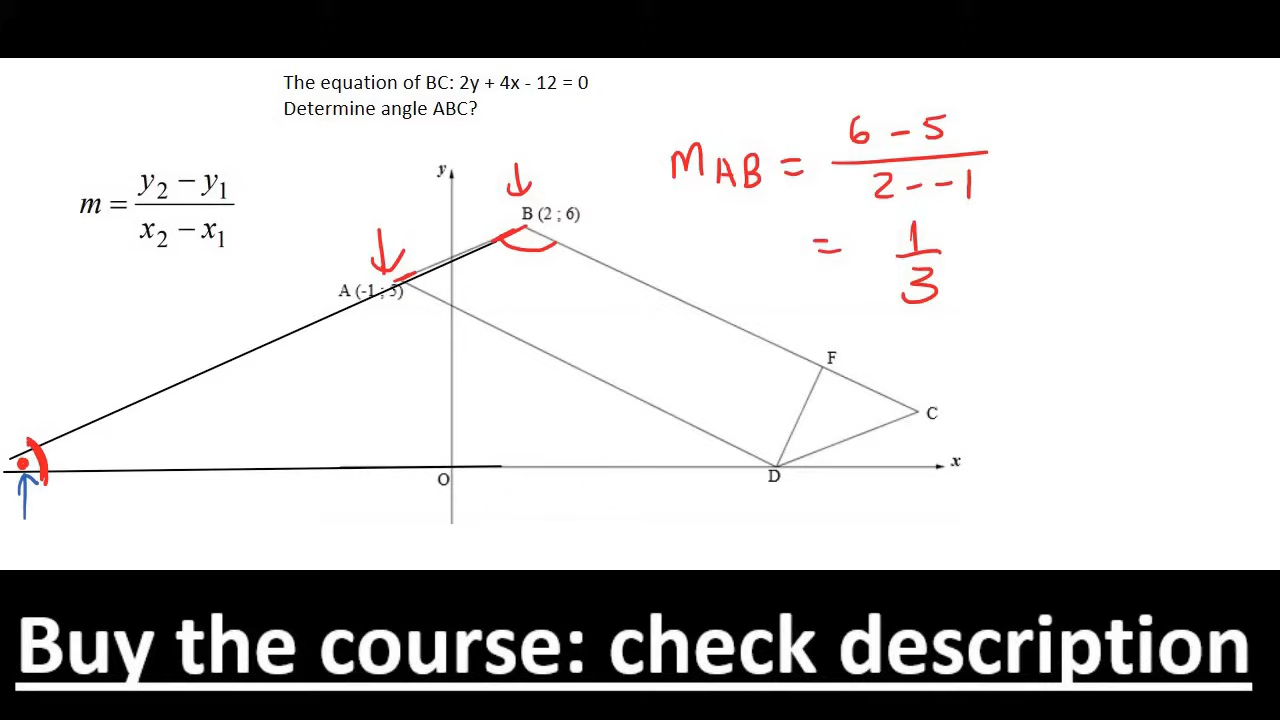 The equation of BC: 2y + 4x - 12 = 0
Determine angle ABC?
m = (y₂ − y₁) / (x₂ − x₁)
m AB = (6 − 5) / (2 - - 1)
= 1/3
y
B (2 ; 6)
A (-1 ; 5)
F
C
O
D
x
Buy the course: check description